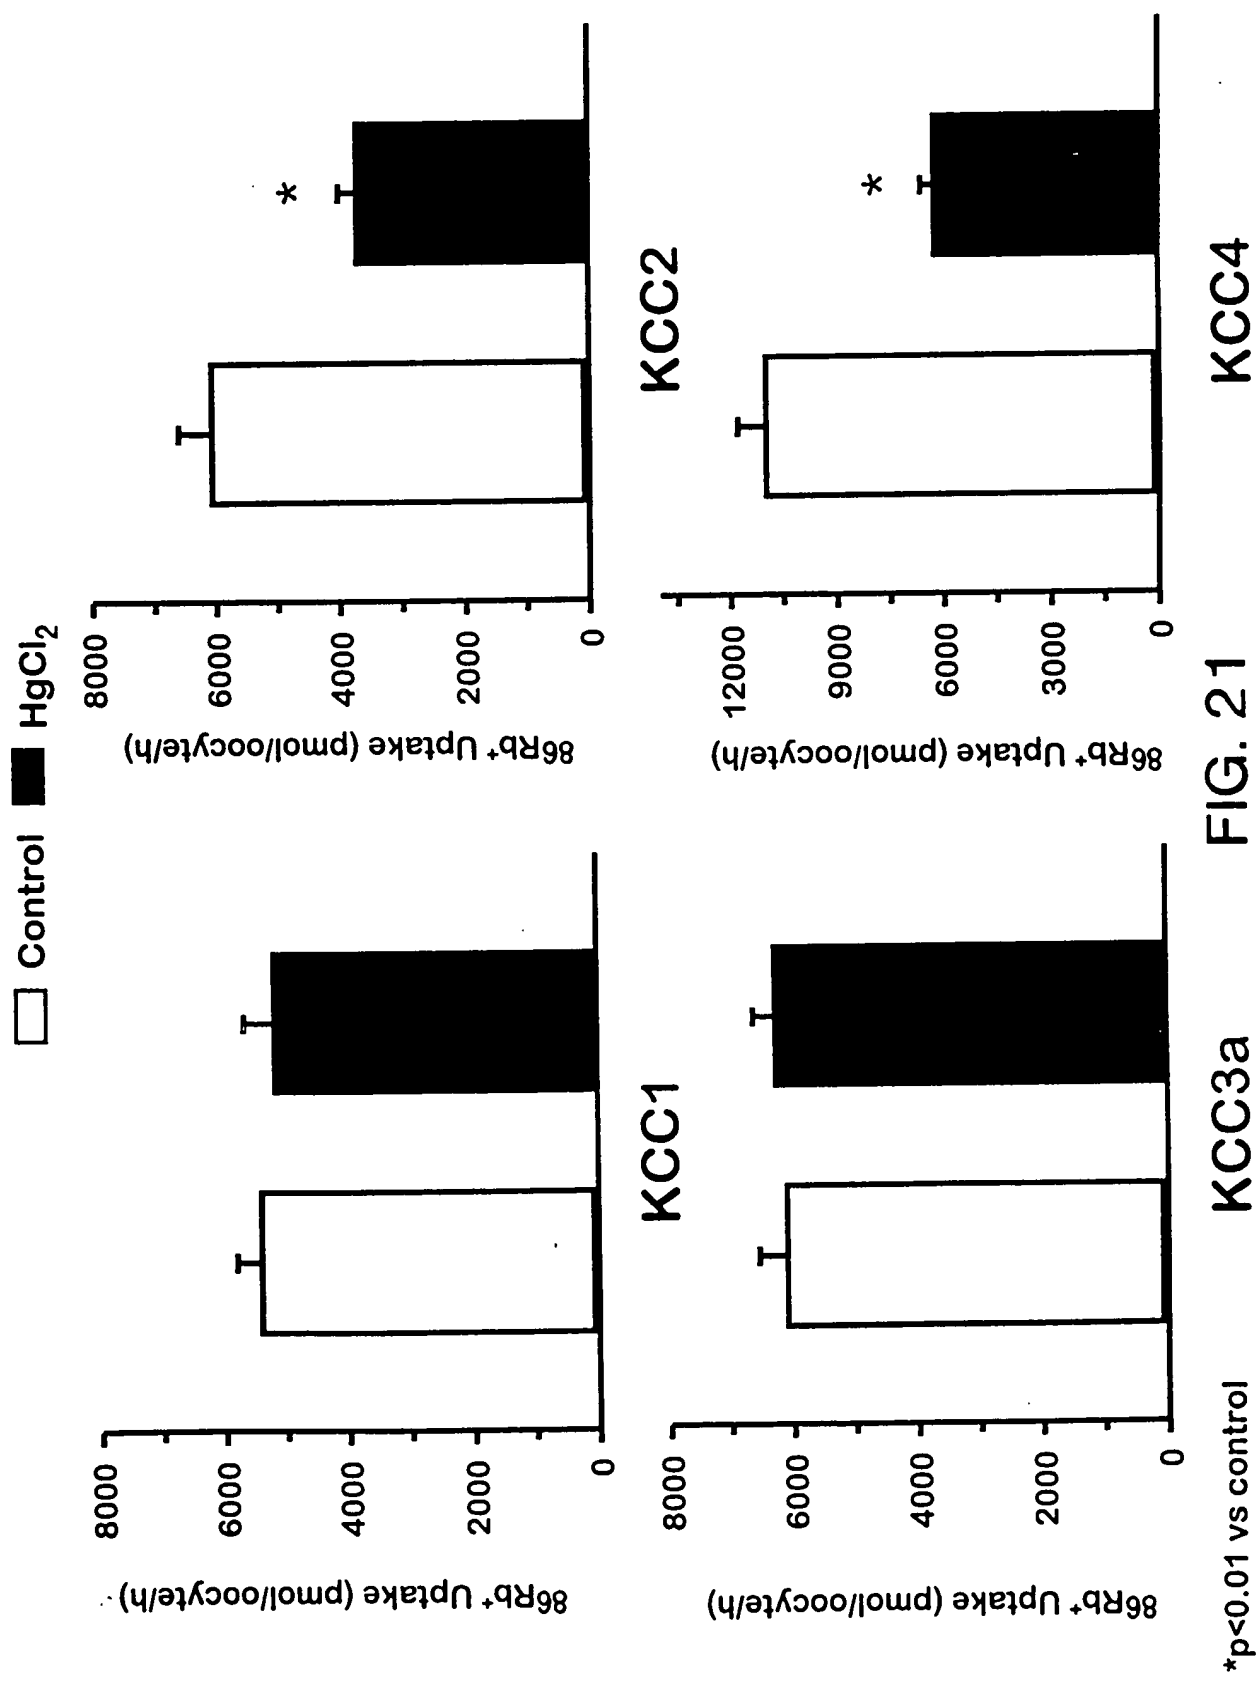 Control HgCl₂
⁸⁶Rb⁺ Uptake (pmol/oocyte/h)
8000
6000
4000
2000
0
KCC1
⁸⁶Rb⁺ Uptake (pmol/oocyte/h)
8000
6000
4000
2000
0
*
KCC2
⁸⁶Rb⁺ Uptake (pmol/oocyte/h)
8000
6000
4000
2000
0
KCC3a
⁸⁶Rb⁺ Uptake (pmol/oocyte/h)
12000
9000
6000
3000
0
*
KCC4
*p<0.01 vs control
FIG. 21